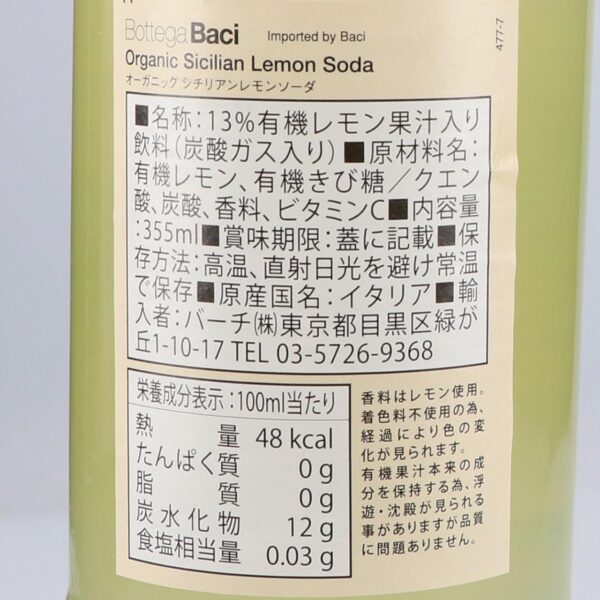 Bottega Baci Imported by Baci
Organic Sicilian Lemon Soda
オーガニック シチリアンレモンソーダ
477-7
■名称：13%有機レモン果汁入り
飲料（炭酸ガス入り）■原材料名：
有機レモン、有機きび糖／クエン
酸、炭酸、香料、ビタミンC■内容量
：355ml■賞味期限：蓋に記載■保
存方法：高温、直射日光を避け常温
で保存■原産国名：イタリア■輸
入者：バーチ㈱東京都目黒区緑が
丘1-10-17 TEL 03-5726-9368
栄養成分表示：100ml当たり
熱量 48 kcal
たんぱく質 0 g
脂質 0 g
炭水化物 12 g
食塩相当量 0.03 g
香料はレモン使用。
着色料不使用の為、
経過により色の変
化が見られます。
有機果汁本来の成
分を保持する為、浮
遊・沈殿が見られる
事がありますが品質
に問題ありません。